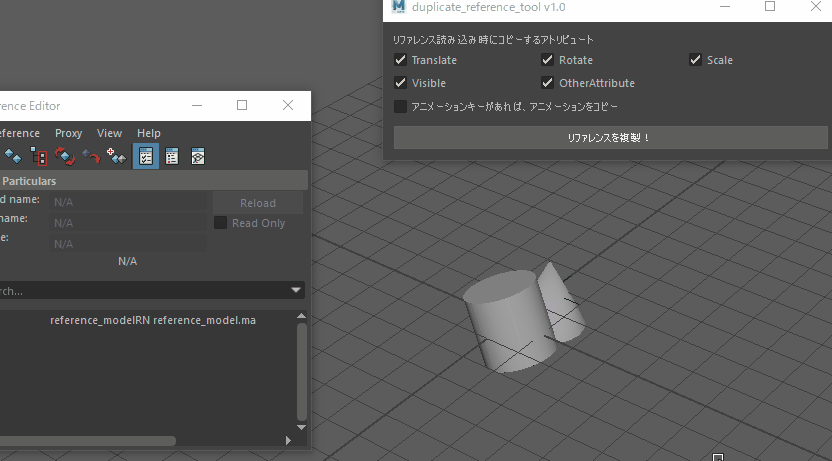 duplicate_reference_tool v1.0
リファレンス読み込み時にコピーするアトリビュート
Translate
Rotate
Scale
Visible
OtherAttribute
アニメーションキーがあれば、アニメーションをコピー
リファレンスを複製！
rence Editor
eference Proxy View Help
Particulars
d name: N/A Reload
name: N/A Read Only
e: N/A
N/A
rch...
reference_modelRN reference_model.ma